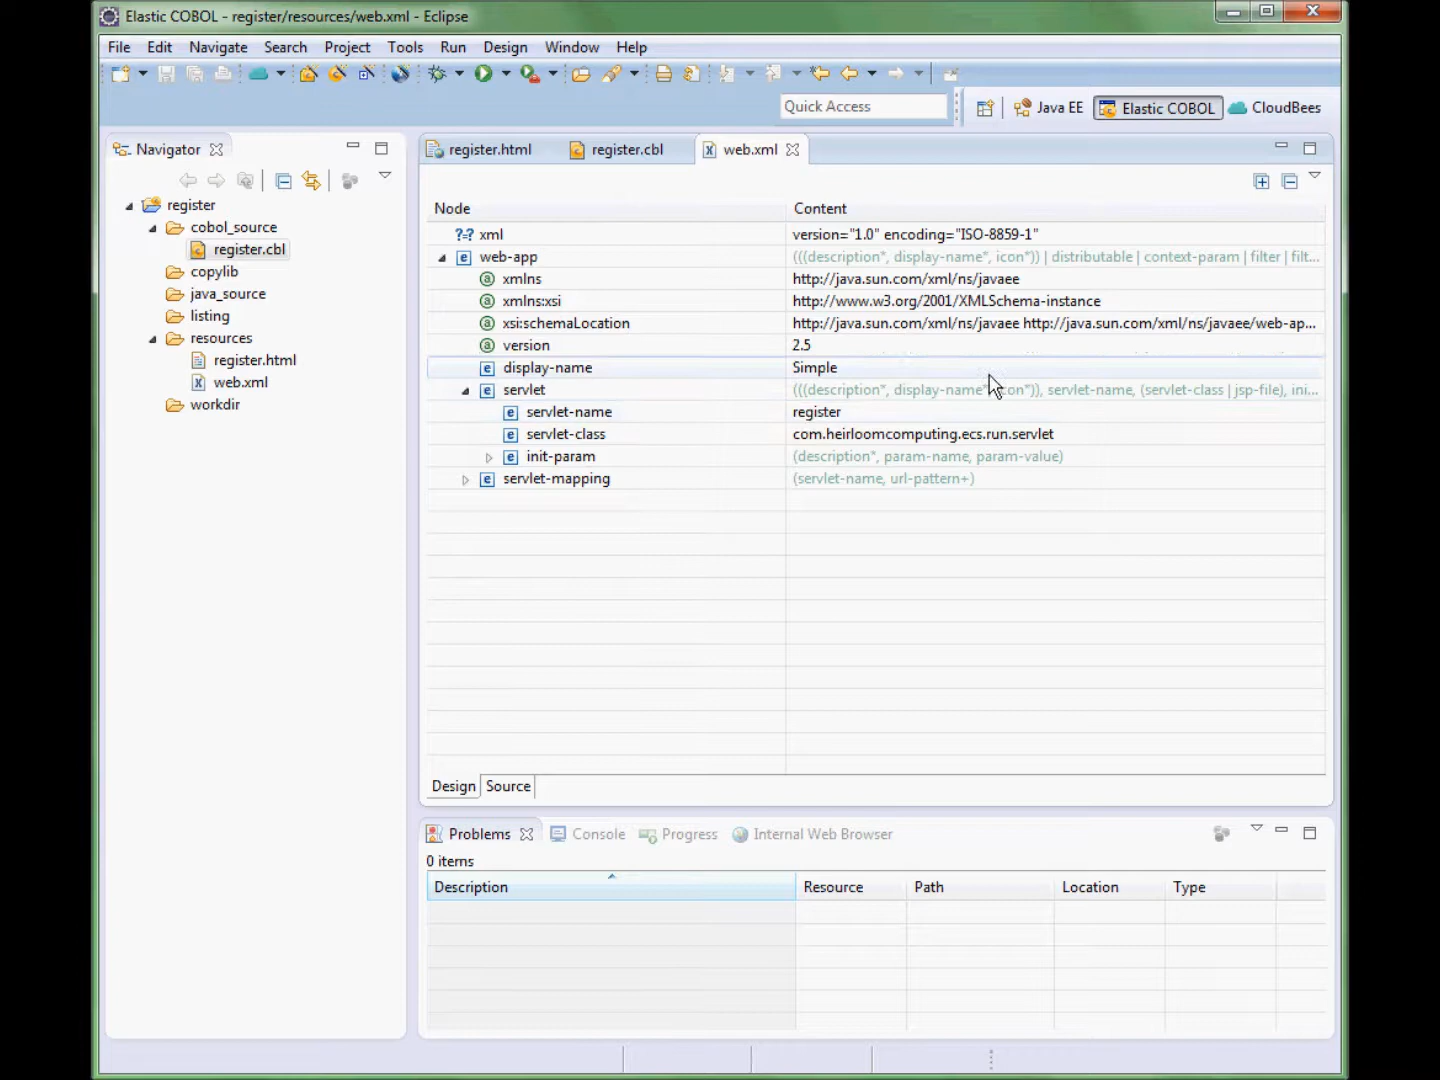 Elastic COBOL - register/resources/web.xml - Eclipse
File Edit Navigate Search Project Tools Run Design Window Help
Quick Access Java EE Elastic COBOL CloudBees
Navigator
register
cobol_source
register.cbl
copylib
java_source
listing
resources
register.html
web.xml
workdir
register.html register.cbl web.xml
Node Content
?=? xml version="1.0" encoding="ISO-8859-1"
e web-app (((description*, display-name*, icon*)) | distributable | context-param | filter | filt...
a xmlns http://java.sun.com/xml/ns/javaee
a xmlns:xsi http://www.w3.org/2001/XMLSchema-instance
a xsi:schemaLocation http://java.sun.com/xml/ns/javaee http://java.sun.com/xml/ns/javaee/web-ap...
a version 2.5
e display-name Simple
e servlet (((description*, display-name* con*)), servlet-name, (servlet-class | jsp-file), ini...
e servlet-name register
e servlet-class com.heirloomcomputing.ecs.run.servlet
e init-param (description*, param-name, param-value)
e servlet-mapping (servlet-name, url-pattern+)
Design Source
Problems Console Progress Internal Web Browser
0 items
Description Resource Path Location Type